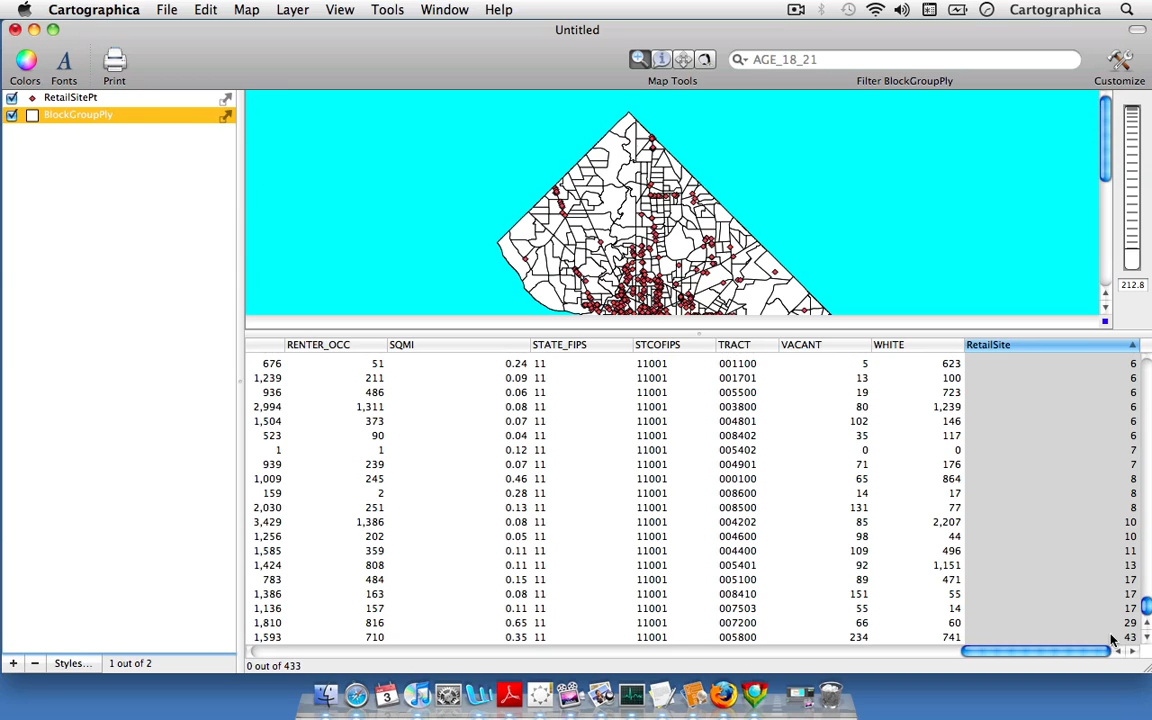 Cartographica File Edit Map Layer View Tools Window Help Cartographica
Untitled
AGE_18_21
Colors Fonts Print Map Tools Filter BlockGroupPly Customize
RetailSitePt
BlockGroupPly
212.8
RENTER_OCC SQMI STATE_FIPS STCOFIPS TRACT VACANT WHITE RetailSite
676 51 0.24 11 11001 001100 5 623 6
1,239 211 0.09 11 11001 001701 13 100 6
936 486 0.06 11 11001 005500 19 723 6
2,994 1,311 0.08 11 11001 003800 80 1,239 6
1,504 373 0.07 11 11001 004801 102 146 6
523 90 0.04 11 11001 008402 35 117 6
1 1 0.12 11 11001 005402 0 0 7
939 239 0.07 11 11001 004901 71 176 7
1,009 245 0.46 11 11001 000100 65 864 8
159 2 0.28 11 11001 008600 14 17 8
2,030 251 0.13 11 11001 008500 131 77 8
3,429 1,386 0.08 11 11001 004202 85 2,207 10
1,256 202 0.05 11 11001 004600 98 44 10
1,585 359 0.11 11 11001 004400 109 496 11
1,424 808 0.11 11 11001 005401 92 1,151 13
783 484 0.15 11 11001 005100 89 471 17
1,386 163 0.08 11 11001 008410 151 55 17
1,136 157 0.11 11 11001 007503 55 14 17
1,810 816 0.65 11 11001 007200 66 60 29
1,593 710 0.35 11 11001 005800 234 741 43
+ − Styles... 1 out of 2
0 out of 433
3